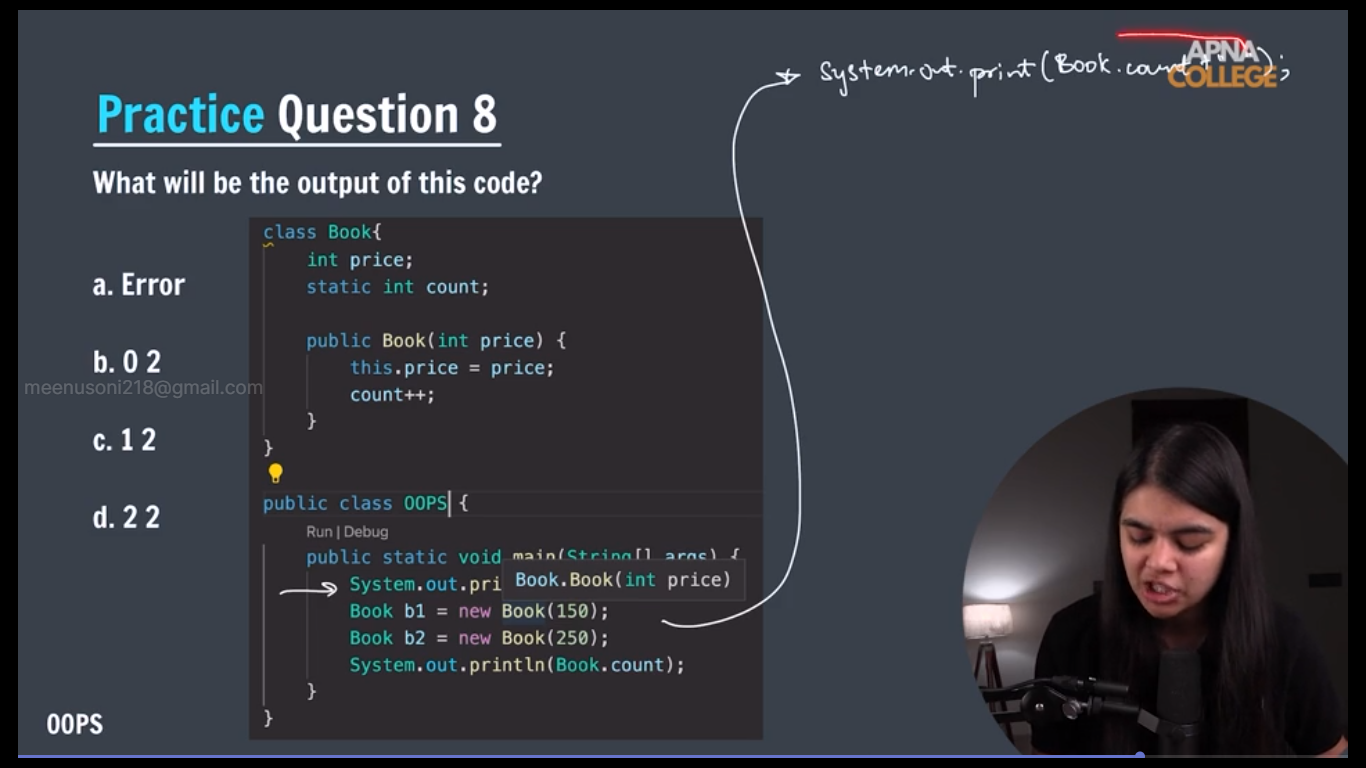 System.out.print(Book.count+" ");
APNA
COLLEGE
Practice Question 8
What will be the output of this code?
a. Error
b. 0 2
meenusoni218@gmail.com
c. 1 2
d. 2 2
class Book{
int price;
static int count;
public Book(int price) {
this.price = price;
count++;
}
}
public class OOPS {
Run | Debug
public static void main(String[] args) {
System.out.pri
Book.Book(int price)
Book b1 = new Book(150);
Book b2 = new Book(250);
System.out.println(Book.count);
}
}
OOPS